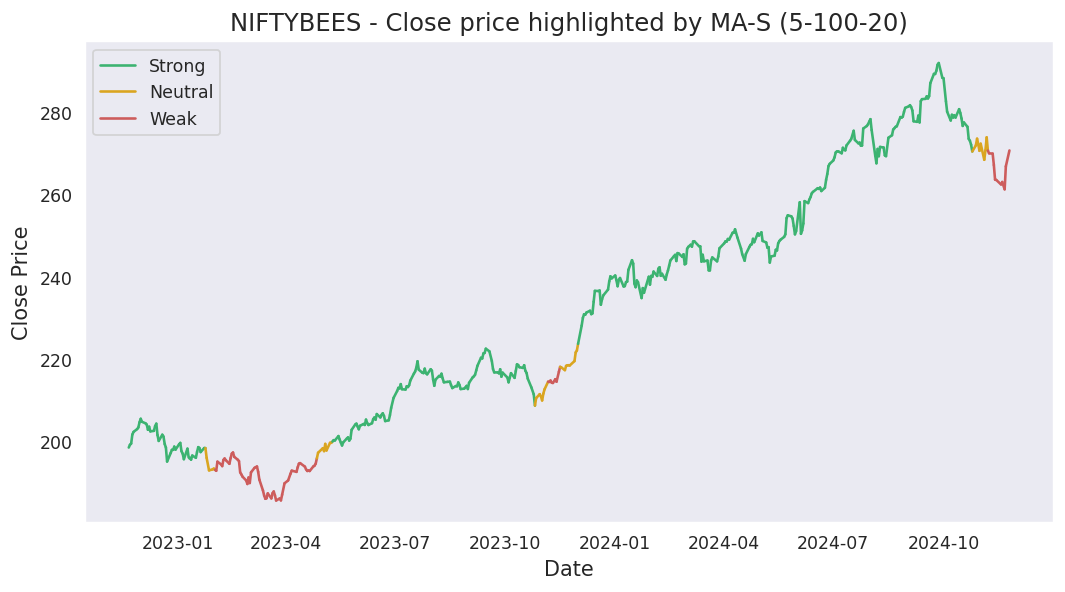 NIFTYBEES - Close price highlighted by MA-S (5-100-20)
Strong
Neutral
Weak
Close Price
280
260
240
220
200
2023-01 2023-04 2023-07 2023-10 2024-01 2024-04 2024-07 2024-10
Date